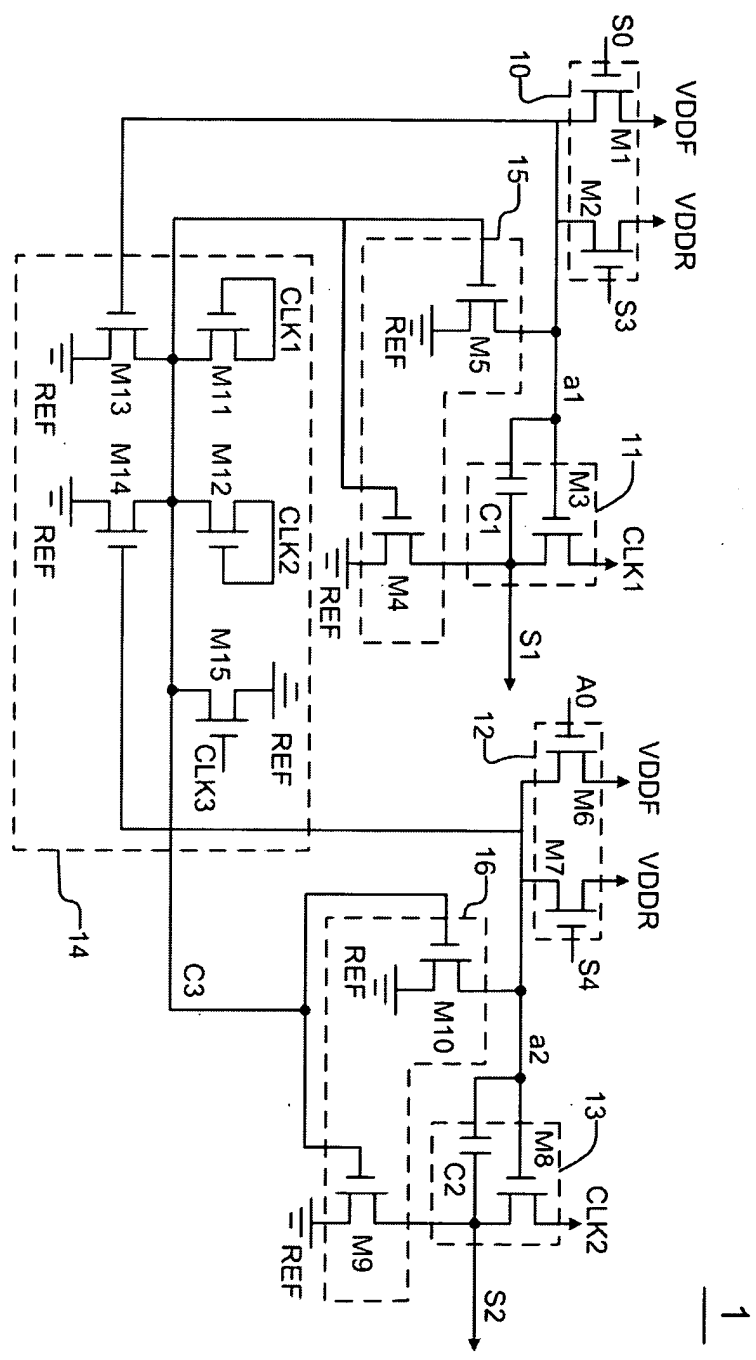 1
S0
10
VDDF
M1
VDDR
M2
S3
15
M5
REF
a1
11
M3
C1
CLK1
M4
REF
S1
CLK1
M11
M13
REF
CLK2
M12
M14
REF
M15
REF
CLK3
14
A0
12
VDDF
M6
VDDR
M7
S4
16
M10
REF
a2
13
M8
C2
CLK2
M9
REF
S2
C3